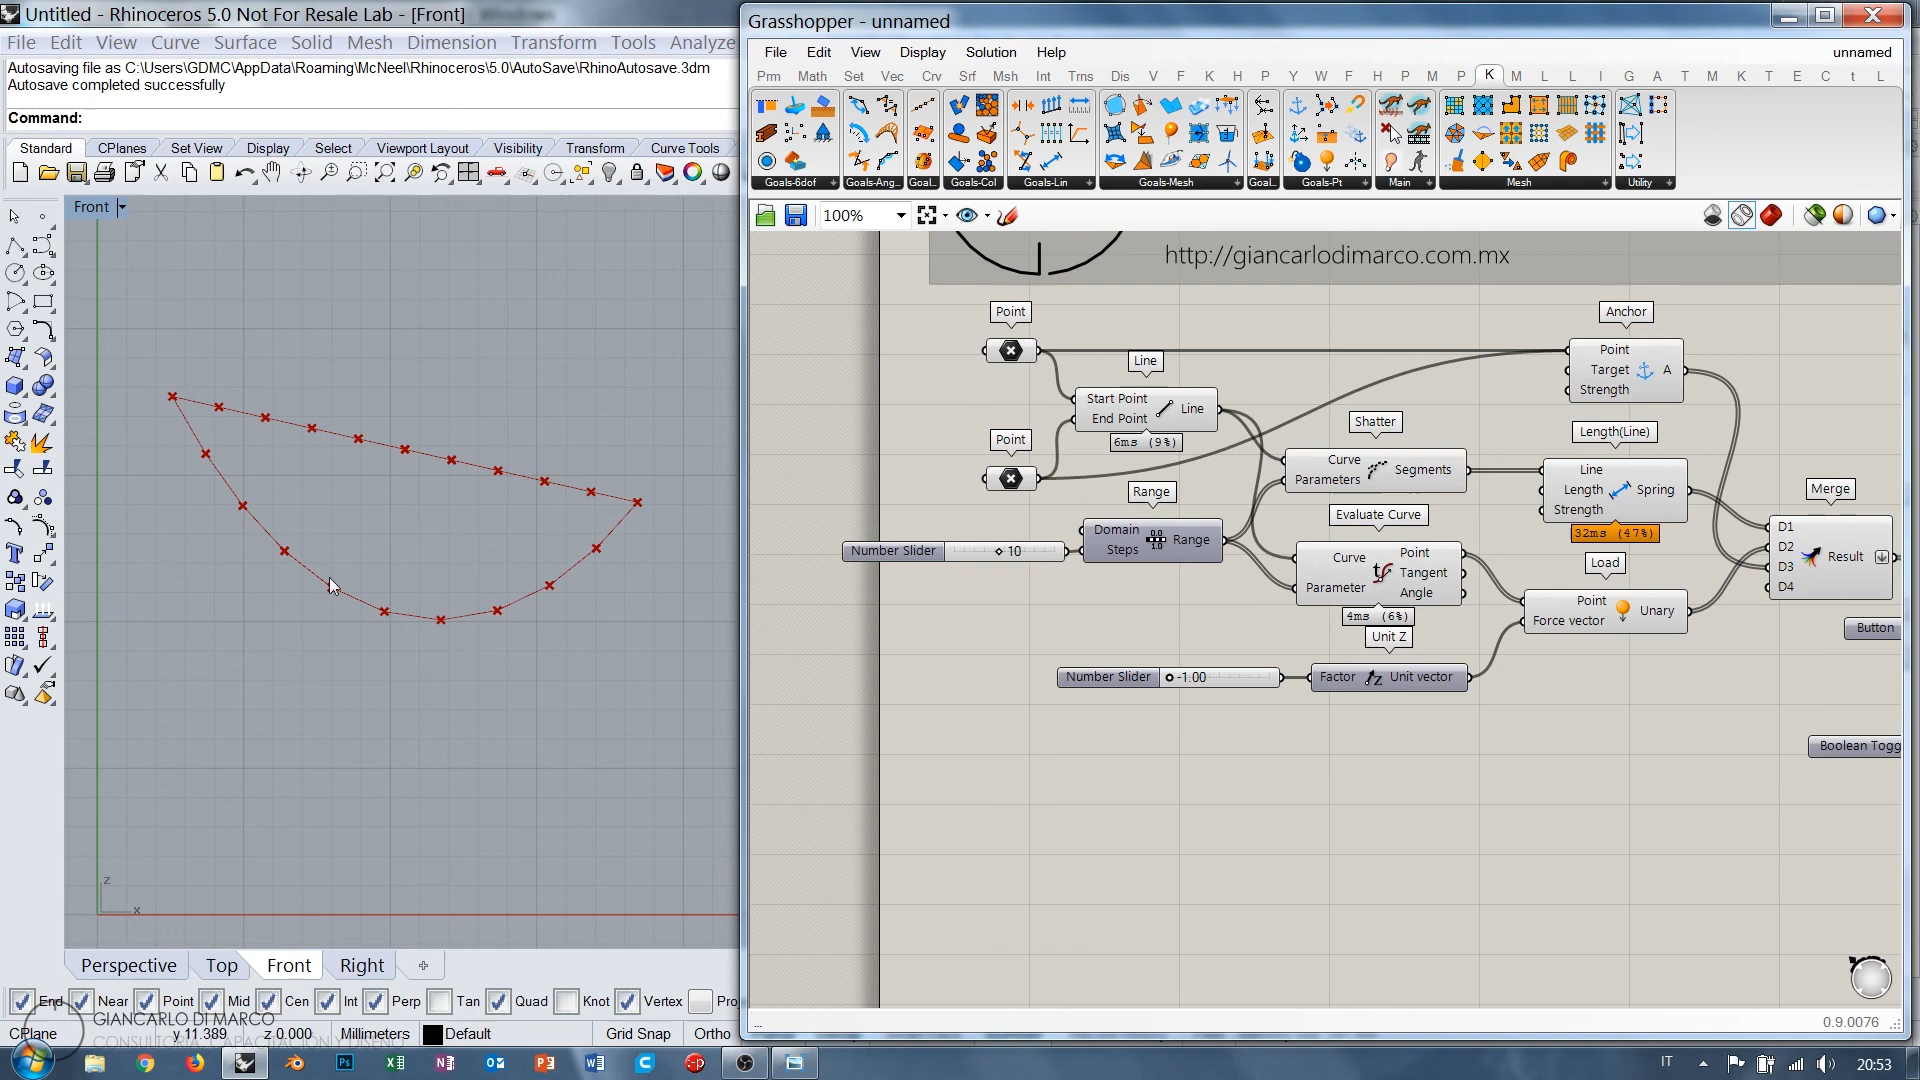 Untitled - Rhinoceros 5.0 Not For Resale Lab - [Front]
File Edit View Curve Surface Solid Mesh Dimension Transform Tools Analyze
Autosaving file as C:\Users\GDMC\AppData\Roaming\McNeel\Rhinoceros\5.0\AutoSave\RhinoAutosave.3dm
Autosave completed successfully
Command:
Standard CPlanes Set View Display Select Viewport Layout Visibility Transform Curve Tools
Front
z
x
Perspective Top Front Right
End Near Point Mid Cen Int Perp Tan Quad Knot Vertex Pro
GIANCARLO DI MARCO
CPlane y 11.389 z 0.000 Millimeters Default Grid Snap Ortho
CONSULTORÍA, CAPACITACIÓN Y DISEÑO
Grasshopper - unnamed
File Edit View Display Solution Help unnamed
Prm Math Set Vec Crv Srf Msh Int Trns Dis V F K H P Y W F H P M P K M L L I G A T M K T E C t L
Goals-6dof Goals-Ang... Goal... Goals-Col Goals-Lin Goals-Mesh Goal... Goals-Pt Main Mesh Utility
100%
http://giancarlodimarco.com.mx
Point
Line
Start Point
End Point
Line
6ms (9%)
Point
Range
Number Slider 10
Domain
Steps
Range
Shatter
Curve
Parameters
Segments
Evaluate Curve
Curve
Parameter
Point
Tangent
Angle
4ms (6%)
Unit Z
Number Slider -1.00
Factor
Unit vector
Anchor
Point
Target
Strength
A
Length(Line)
Line
Length
Strength
Spring
32ms (47%)
Load
Point
Force vector
Unary
Merge
D1
D2
D3
D4
Result
Button
Boolean Togg
...
0.9.0076
IT
20:53